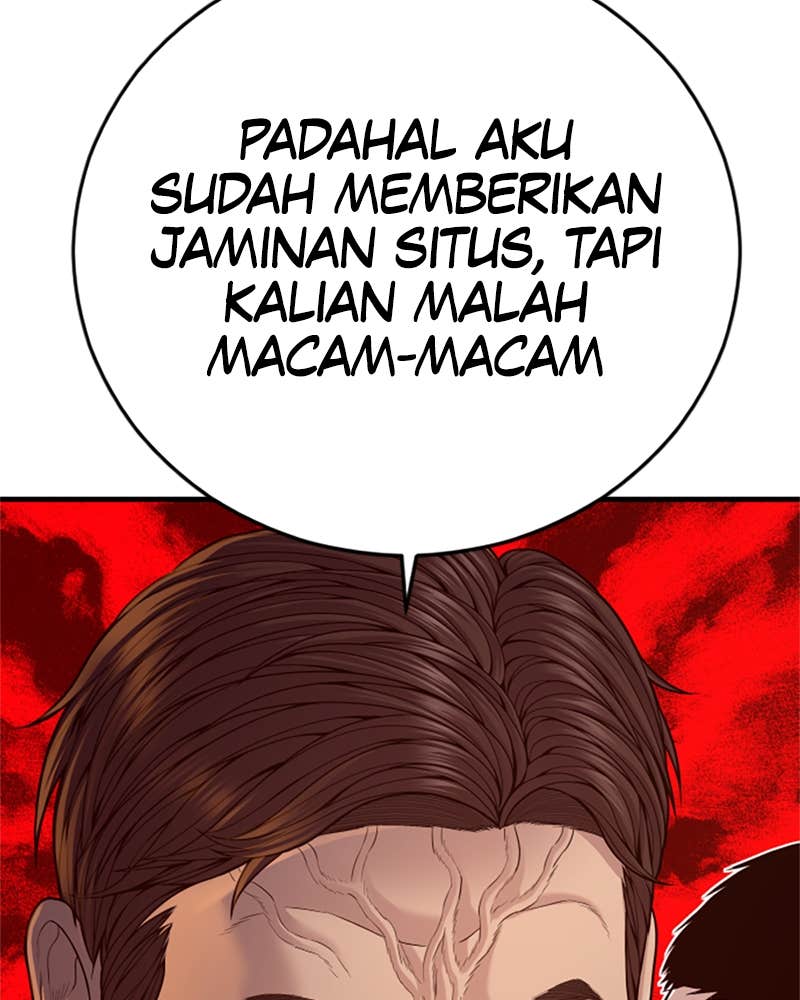 PADAHAL AKU
SUDAH MEMBERIKAN
JAMINAN SITUS, TAPI
KALIAN MALAH
MACAM-MACAM